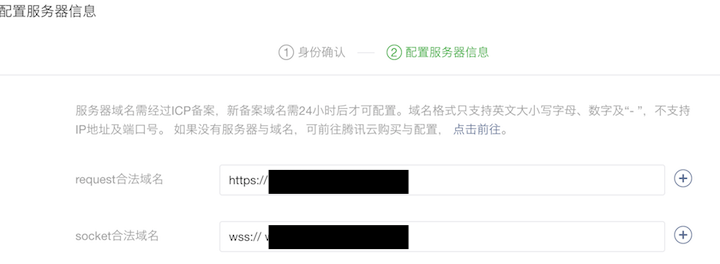 配置服务器信息
① 身份确认 ② 配置服务器信息
服务器域名需经过ICP备案，新备案域名需24小时后才可配置。域名格式只支持英文大小写字母、数字及“- ”，不支持
IP地址及端口号。 如果没有服务器与域名，可前往腾讯云购买与配置， 点击前往。
request合法域名 https://
socket合法域名 wss://